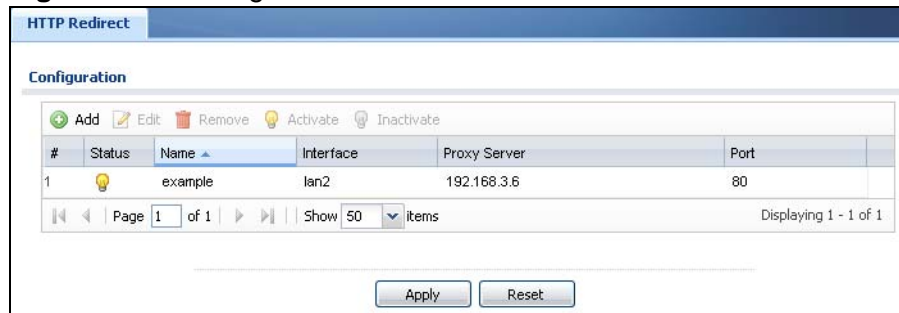 HTTP Redirect
Configuration
Add Edit Remove Activate Inactivate
# Status Name Interface Proxy Server Port
1 example lan2 192.168.3.6 80
Page 1 of 1 Show 50 items Displaying 1 - 1 of 1
Apply Reset